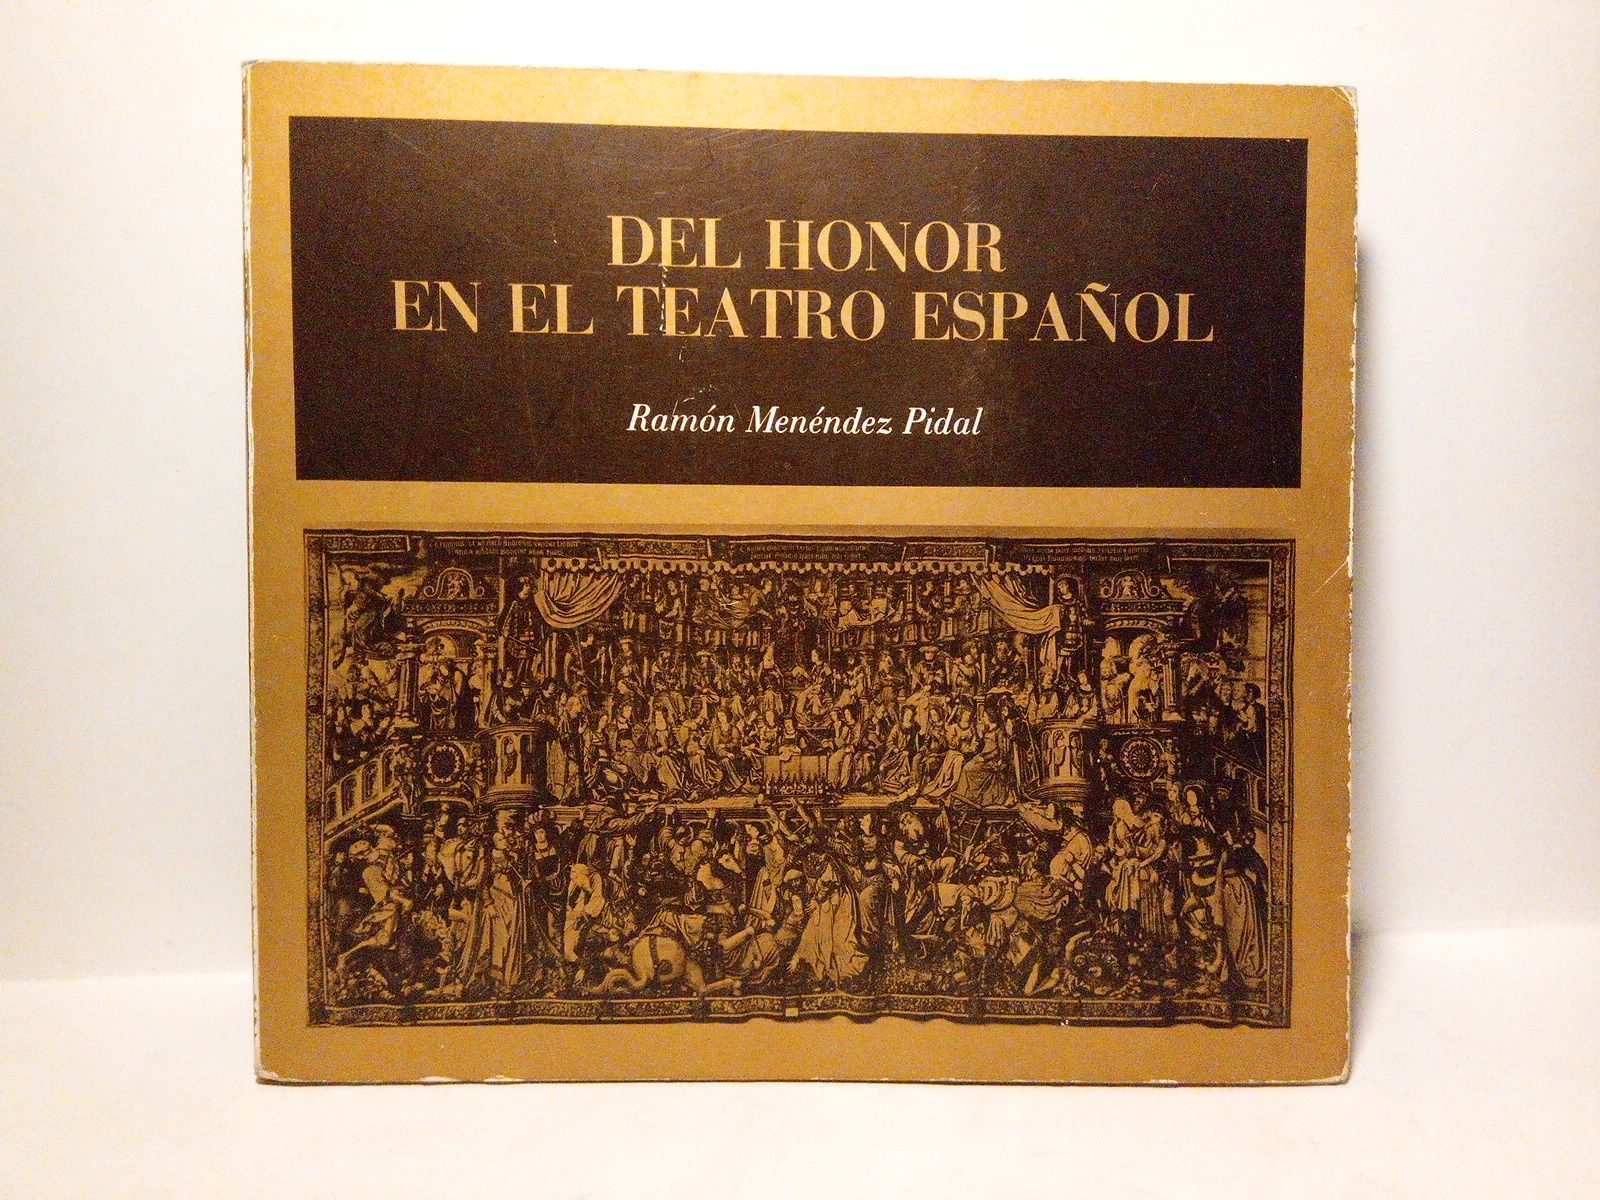 DEL HONOR
EN EL TEATRO ESPAÑOL
Ramón Menéndez Pidal